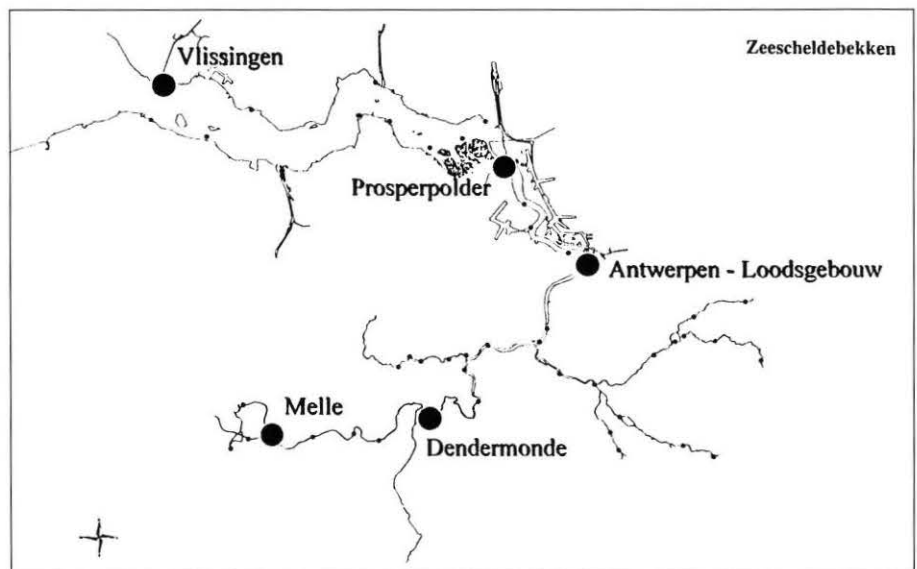 Zeescheldebekken
Vlissingen
Prosperpolder
Antwerpen - Loodsgebouw
Melle
Dendermonde